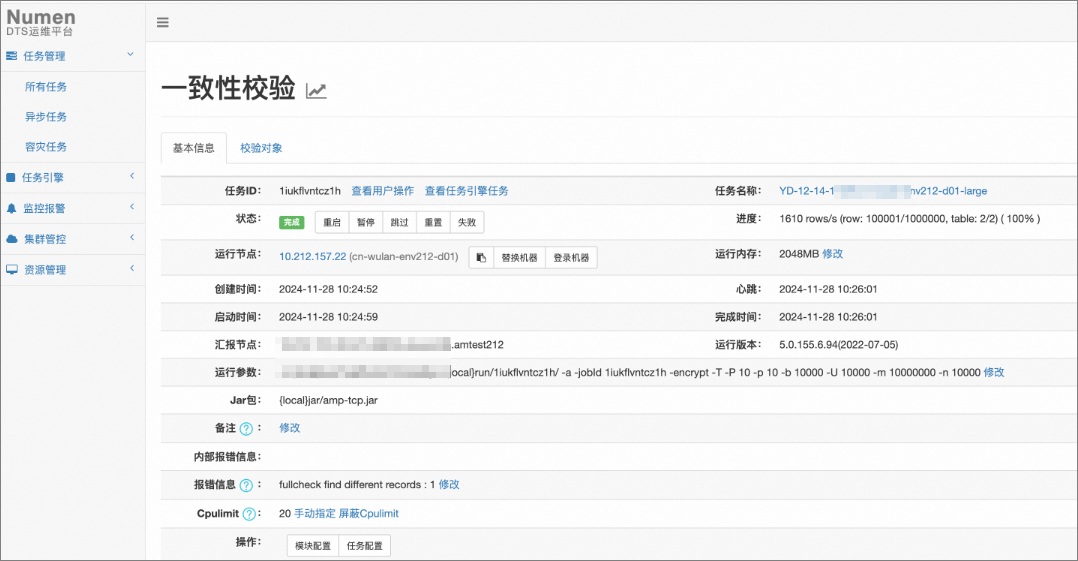 Numen
DTS运维平台
任务管理
所有任务
异步任务
容灾任务
任务引擎
监控报警
集群管控
资源管理
一致性校验
基本信息 校验对象
任务ID: 1iukflvntcz1h 查看用户操作 查看任务引擎任务 任务名称: YD-12-14-1 nv212-d01-large
状态: 完成 重启 暂停 跳过 重置 失败 进度: 1610 rows/s (row: 100001/1000000, table: 2/2) ( 100% )
运行节点: 10.212.157.22 (cn-wulan-env212-d01) 替换机器 登录机器 运行内存: 2048MB 修改
创建时间: 2024-11-28 10:24:52 心跳: 2024-11-28 10:26:01
启动时间: 2024-11-28 10:24:59 完成时间: 2024-11-28 10:26:01
汇报节点: .amtest212 运行版本: 5.0.155.6.94(2022-07-05)
运行参数: ocal}run/1iukflvntcz1h/ -a -jobId 1iukflvntcz1h -encrypt -T -P 10 -p 10 -b 10000 -U 10000 -m 10000000 -n 10000 修改
Jar包: {local}jar/amp-tcp.jar
备注 ? : 修改
内部报错信息:
报错信息 ? : fullcheck find different records : 1 修改
Cpulimit ? : 20 手动指定 屏蔽Cpulimit
操作: 模块配置 任务配置